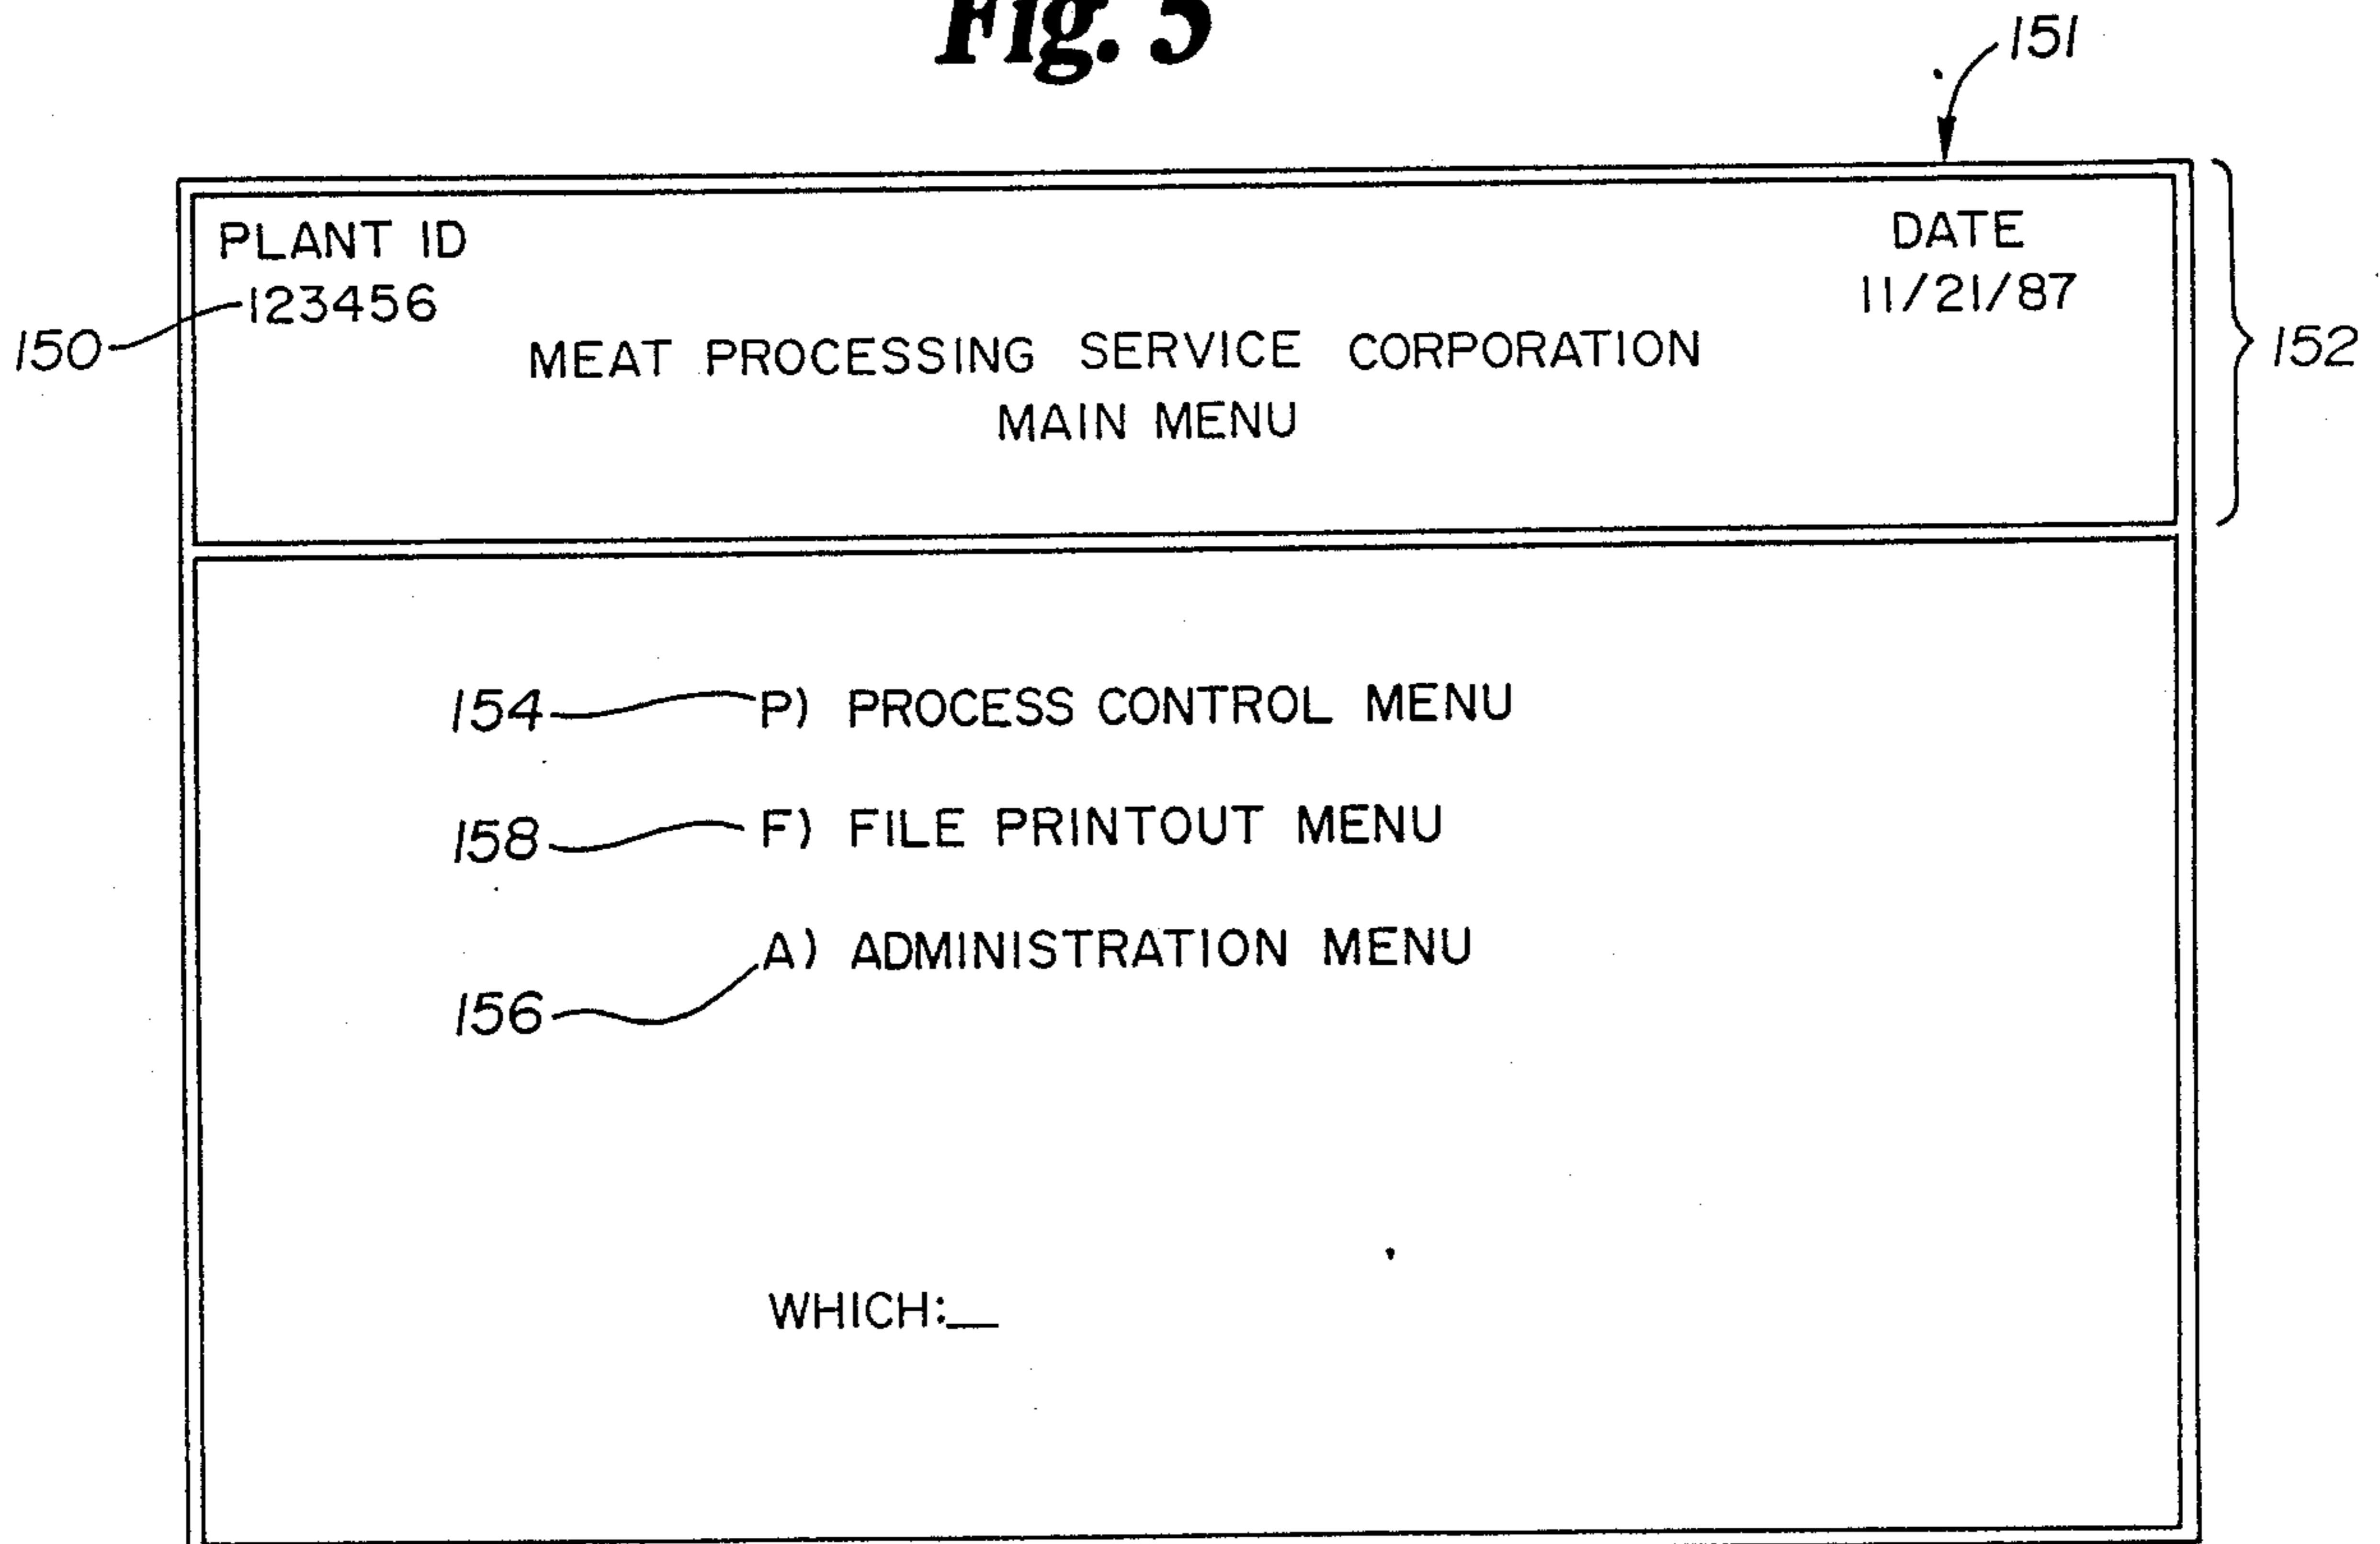 Fig. 5
151
PLANT ID
DATE
123456
11/21/87
150
MEAT PROCESSING SERVICE CORPORATION
152
MAIN MENU
154 P) PROCESS CONTROL MENU
158 F) FILE PRINTOUT MENU
A) ADMINISTRATION MENU
156
WHICH:__